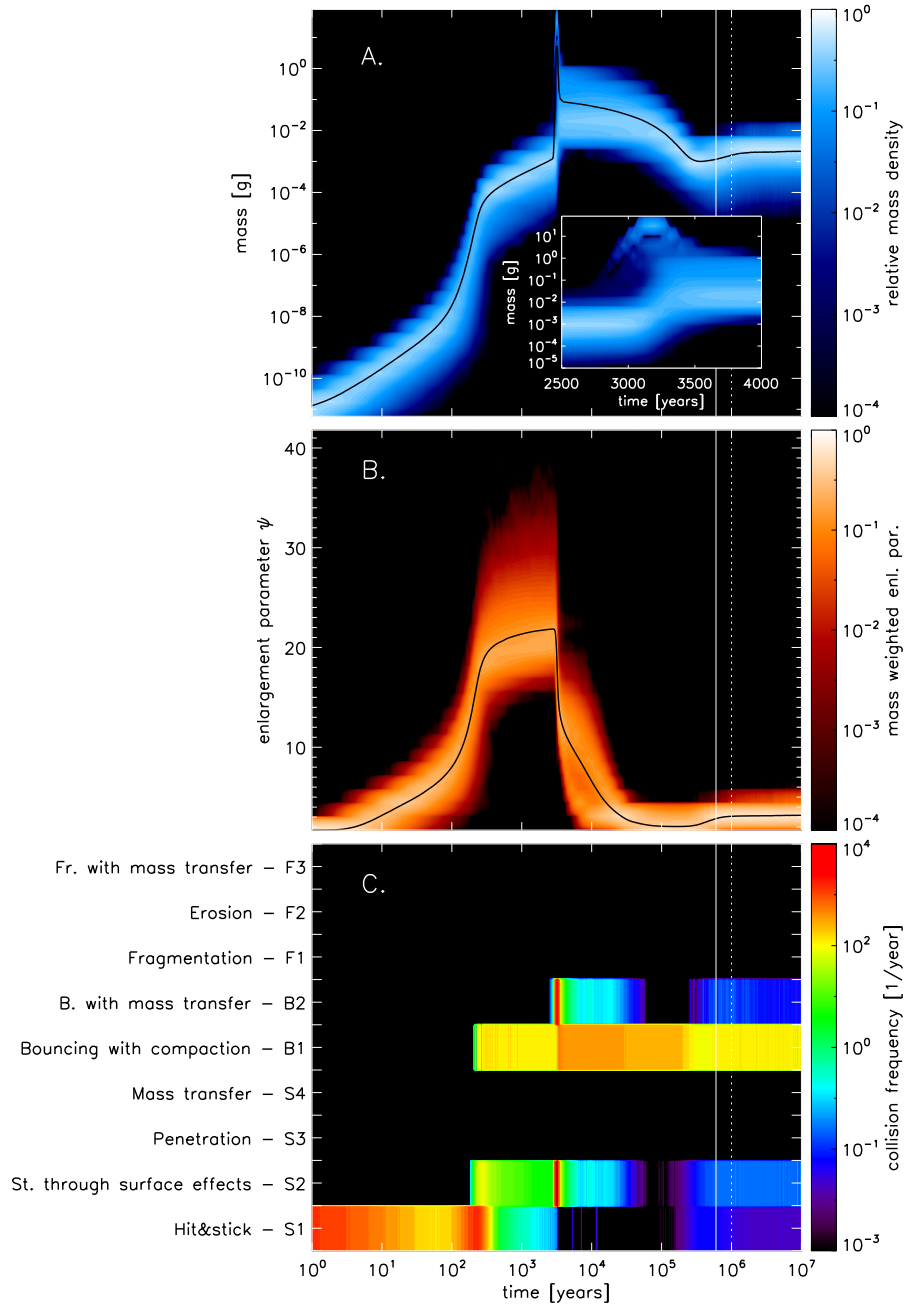 A.
10^0
10^-2
10^-4
10^-6
10^-8
10^-10
mass [g]
10^1
10^0
10^-1
10^-2
10^-3
10^-4
10^-5
mass [g]
2500 3000 3500 4000
time [years]
10^0
10^-1
10^-2
10^-3
10^-4
relative mass density
B.
40
30
20
10
enlargement parameter ψ
10^0
10^-1
10^-2
10^-3
10^-4
mass weighted enl. par.
C.
Fr. with mass transfer – F3
Erosion – F2
Fragmentation – F1
B. with mass transfer – B2
Bouncing with compaction – B1
Mass transfer – S4
Penetration – S3
St. through surface effects – S2
Hit&stick – S1
10^0 10^1 10^2 10^3 10^4 10^5 10^6 10^7
time [years]
10^4
10^2
10^0
10^-1
10^-3
collision frequency [1/year]